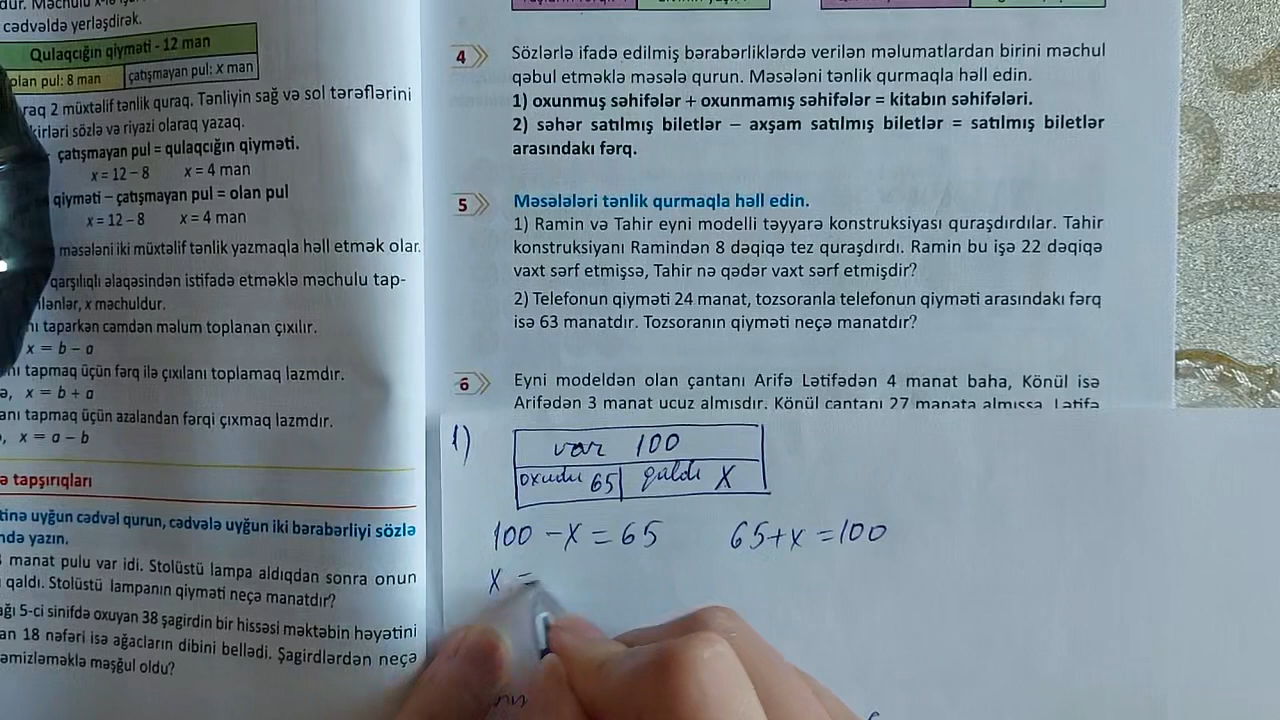 cədvəldə yerləşdirək.
Qulaqcığın qiyməti - 12 man
olan pul: 8 man çatışmayan pul: x man
raq 2 müxtəlif tənlik quraq. Tənliyin sağ və sol tərəflərini
kirləri sözlə və riyazi olaraq yazaq.
çatışmayan pul = qulaqcığın qiyməti.
x = 12 – 8 x = 4 man
qiyməti – çatışmayan pul = olan pul
x = 12 – 8 x = 4 man
məsələni iki müxtəlif tənlik yazmaqla həll etmək olar.
qarşılıqlı əlaqəsindən istifadə etməklə məchulu tap-
lənlər, x məchuldur.
nı taparkən cəmdən məlum toplanan çıxılır.
x = b – a
nı tapmaq üçün fərq ilə çıxılanı toplamaq lazımdır.
ə, x = b + a
anı tapmaq üçün azalandan fərqi çıxmaq lazımdır.
, x = a – b
ə tapşırıqları
tinə uyğun cədvəl qurun, cədvələ uyğun iki bərabərliyi sözlə
ndə yazın.
manat pulu var idi. Stolüstü lampa aldıqdan sonra onun
qaldı. Stolüstü lampanın qiyməti neçə manatdır?
ağı 5-ci sinifdə oxuyan 38 şagirdin bir hissəsi məktəbin həyətini
an 18 nəfəri isə ağacların dibini bellədi. Şagirdlərdən neçə
əmizləməklə məşğul oldu?
4 Sözlərlə ifadə edilmiş bərabərliklərdə verilən məlumatlardan birini məchul
qəbul etməklə məsələ qurun. Məsələni tənlik qurmaqla həll edin.
1) oxunmuş səhifələr + oxunmamış səhifələr = kitabın səhifələri.
2) səhər satılmış biletlər – axşam satılmış biletlər = satılmış biletlər
arasındakı fərq.
5 Məsələləri tənlik qurmaqla həll edin.
1) Ramin və Tahir eyni modelli təyyarə konstruksiyası quraşdırdılar. Tahir
konstruksiyanı Ramindən 8 dəqiqə tez quraşdırdı. Ramin bu işə 22 dəqiqə
vaxt sərf etmişsə, Tahir nə qədər vaxt sərf etmişdir?
2) Telefonun qiyməti 24 manat, tozsoranla telefonun qiyməti arasındakı fərq
isə 63 manatdır. Tozsoranın qiyməti neçə manatdır?
6 Eyni modeldən olan çantanı Arifə Lətifədən 4 manat baha, Könül isə
Arifədən 3 manat ucuz almışdır. Könül çantanı 27 manata almışsa, Lətifə
1) var 100
oxudu 65 qaldı x
100 – x = 65 65 + x = 100
x =